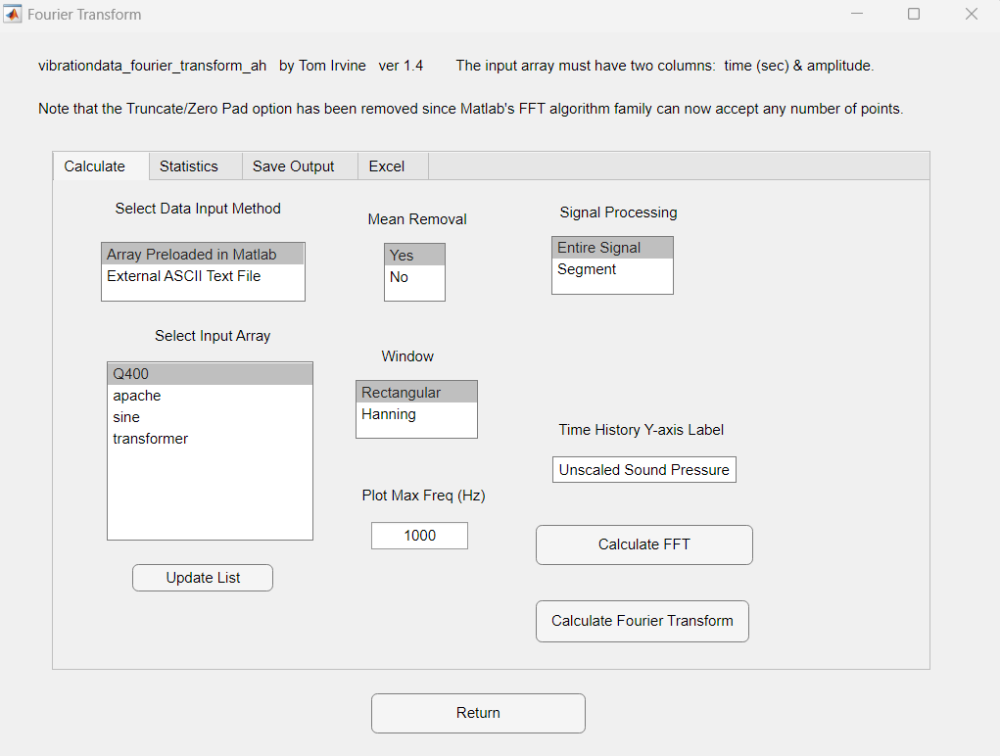 Fourier Transform
vibrationdata_fourier_transform_ah by Tom Irvine ver 1.4 The input array must have two columns: time (sec) & amplitude.
Note that the Truncate/Zero Pad option has been removed since Matlab's FFT algorithm family can now accept any number of points.
Calculate Statistics Save Output Excel
Select Data Input Method
Array Preloaded in Matlab
External ASCII Text File
Mean Removal
Yes
No
Signal Processing
Entire Signal
Segment
Select Input Array
Q400
apache
sine
transformer
Update List
Window
Rectangular
Hanning
Plot Max Freq (Hz)
1000
Time History Y-axis Label
Unscaled Sound Pressure
Calculate FFT
Calculate Fourier Transform
Return